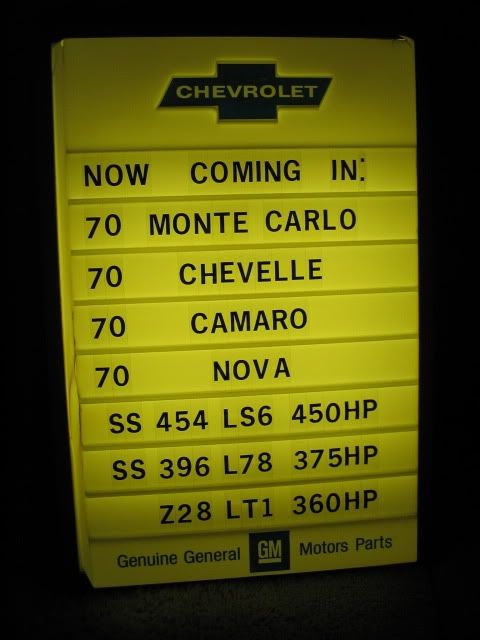 CHEVROLET
NOW COMING IN:
70 MONTE CARLO
70 CHEVELLE
70 CAMARO
70 NOVA
SS 454 LS6 450HP
SS 396 L78 375HP
Z28 LT1 360HP
Genuine General GM Motors Parts